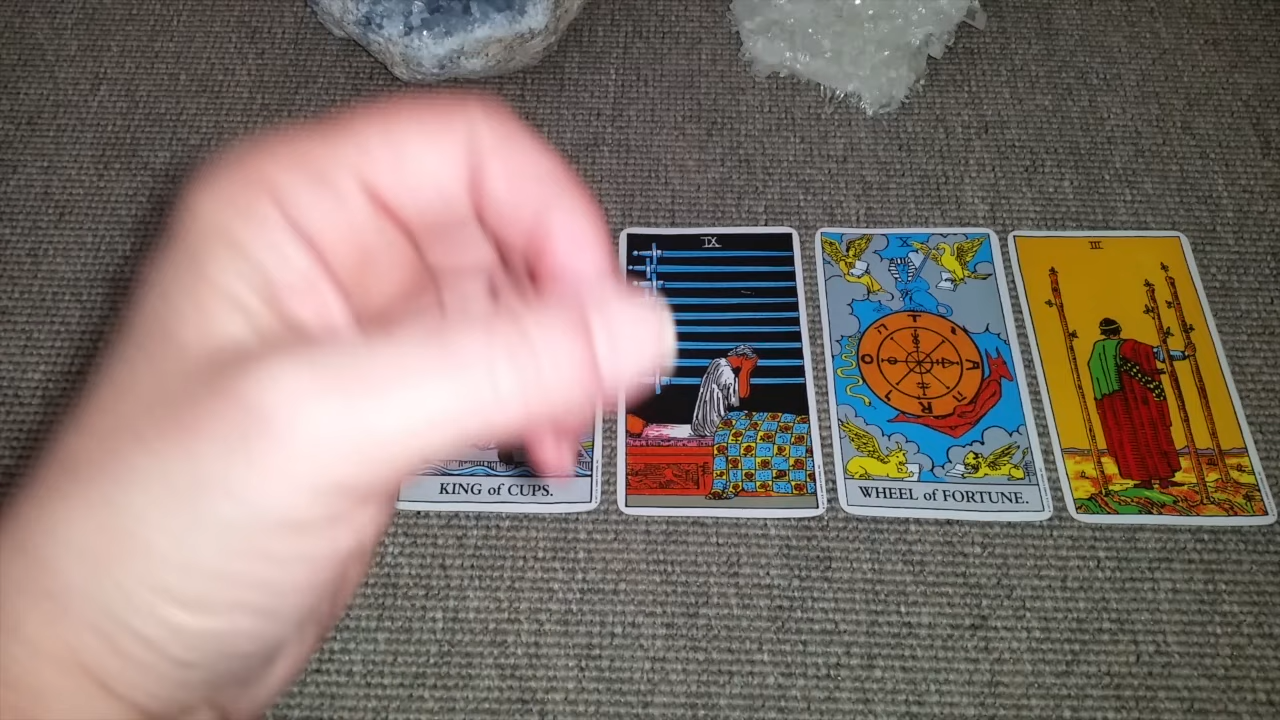 IX
X
III
KING of CUPS.
WHEEL of FORTUNE.